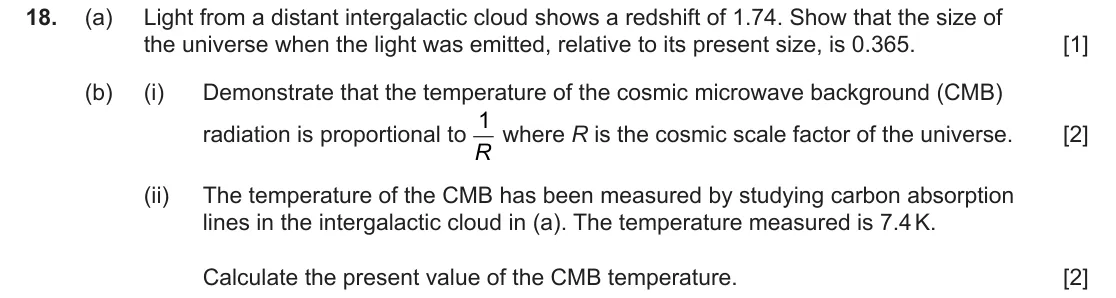 18. (a) Light from a distant intergalactic cloud shows a redshift of 1.74. Show that the size of
the universe when the light was emitted, relative to its present size, is 0.365. [1]
(b) (i) Demonstrate that the temperature of the cosmic microwave background (CMB)
radiation is proportional to 1/R where R is the cosmic scale factor of the universe. [2]
(ii) The temperature of the CMB has been measured by studying carbon absorption
lines in the intergalactic cloud in (a). The temperature measured is 7.4 K.
Calculate the present value of the CMB temperature. [2]